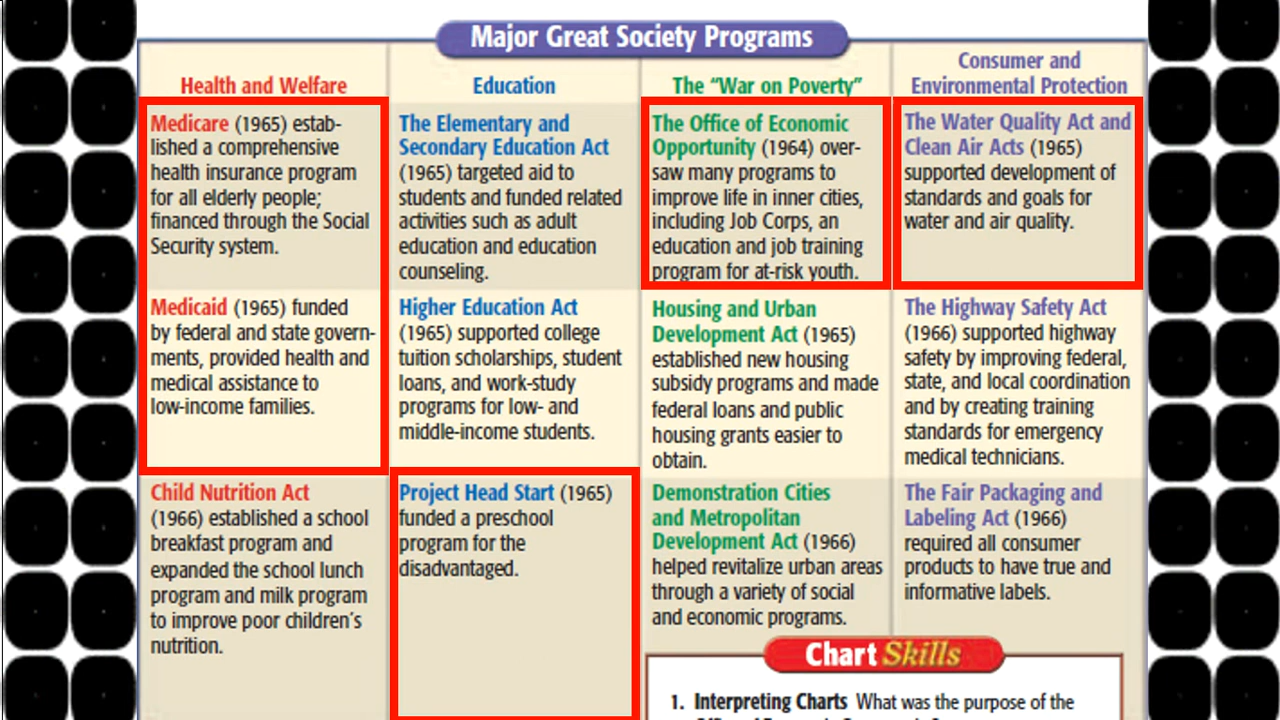 Major Great Society Programs
Health and Welfare
Medicare (1965) estab-
lished a comprehensive
health insurance program
for all elderly people;
financed through the Social
Security system.
Medicaid (1965) funded
by federal and state govern-
ments, provided health and
medical assistance to
low-income families.
Child Nutrition Act
(1966) established a school
breakfast program and
expanded the school lunch
program and milk program
to improve poor children's
nutrition.
Education
The Elementary and
Secondary Education Act
(1965) targeted aid to
students and funded related
activities such as adult
education and education
counseling.
Higher Education Act
(1965) supported college
tuition scholarships, student
loans, and work-study
programs for low- and
middle-income students.
Project Head Start (1965)
funded a preschool
program for the
disadvantaged.
The "War on Poverty"
The Office of Economic
Opportunity (1964) over-
saw many programs to
improve life in inner cities,
including Job Corps, an
education and job training
program for at-risk youth.
Housing and Urban
Development Act (1965)
established new housing
subsidy programs and made
federal loans and public
housing grants easier to
obtain.
Demonstration Cities
and Metropolitan
Development Act (1966)
helped revitalize urban areas
through a variety of social
and economic programs.
Consumer and
Environmental Protection
The Water Quality Act and
Clean Air Acts (1965)
supported development of
standards and goals for
water and air quality.
The Highway Safety Act
(1966) supported highway
safety by improving federal,
state, and local coordination
and by creating training
standards for emergency
medical technicians.
The Fair Packaging and
Labeling Act (1966)
required all consumer
products to have true and
informative labels.
Chart Skills
1. Interpreting Charts What was the purpose of the